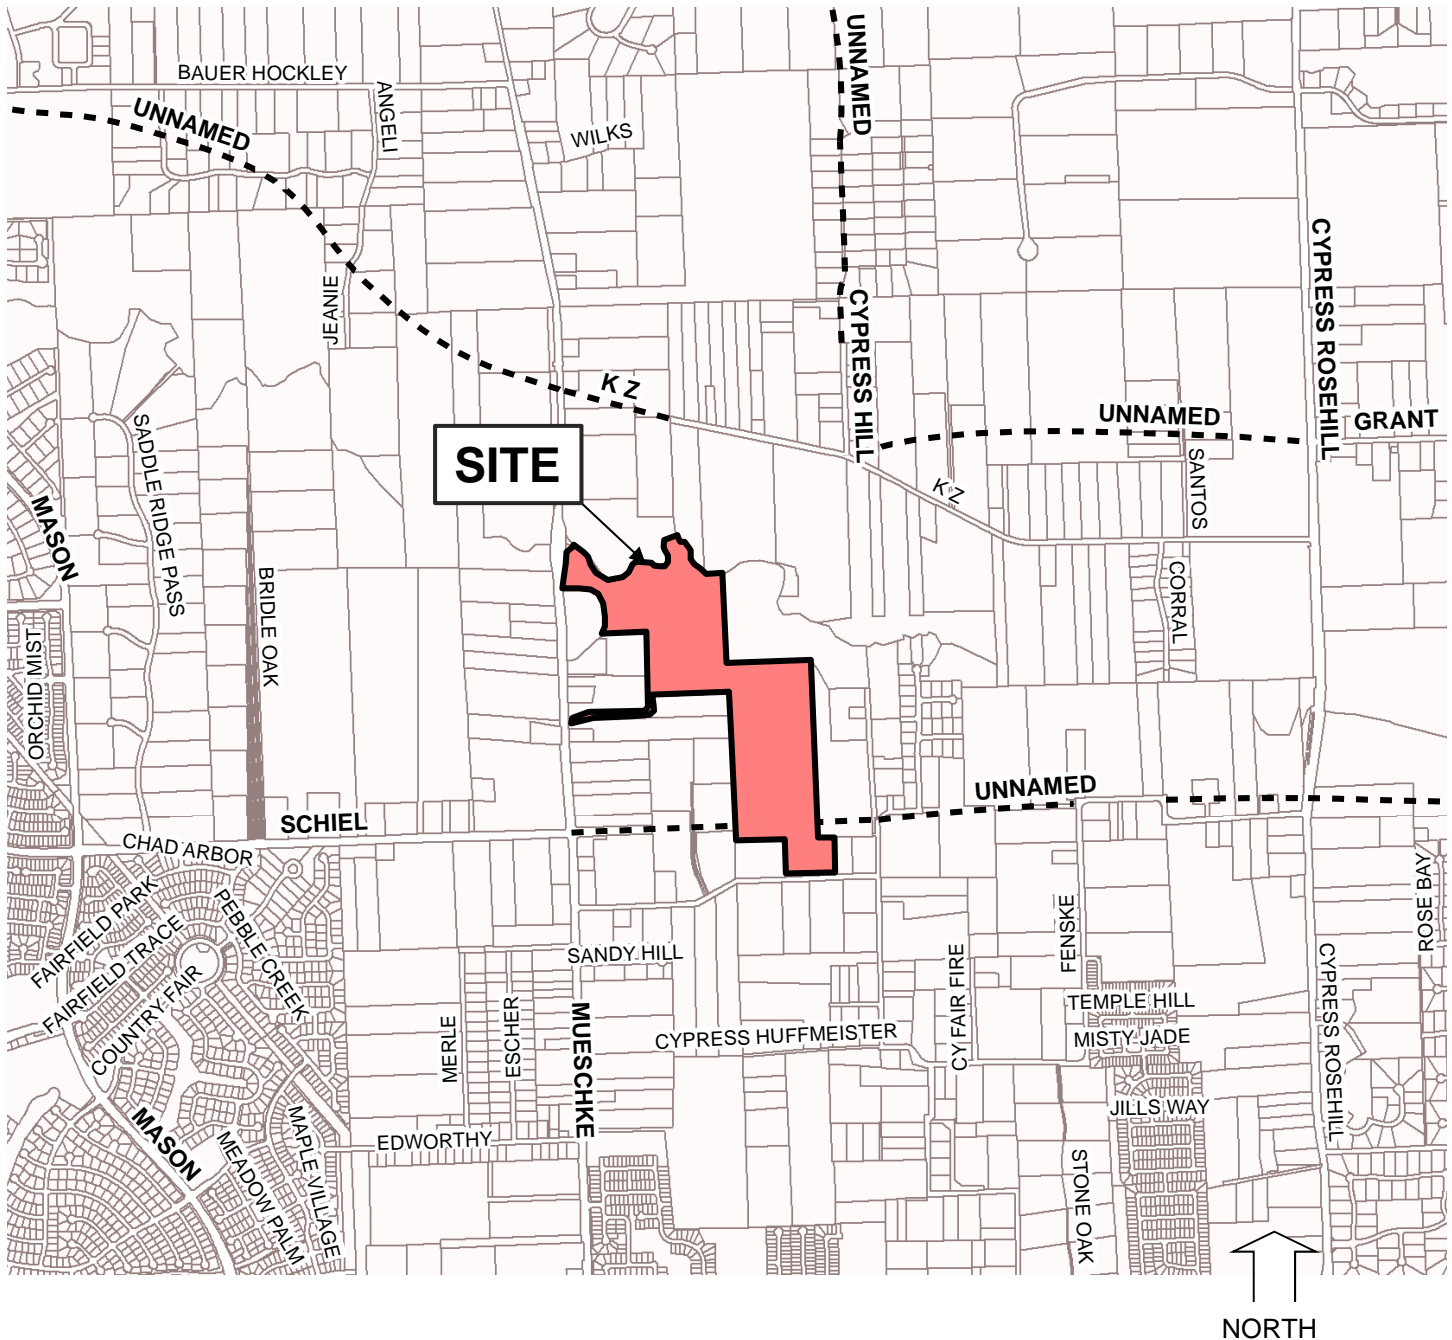 UNNAMED
BAUER HOCKLEY
ANGELI
UNNAMED
WILKS
CYPRESS ROSEHILL
JEANIE
CYPRESS HILL
K Z
UNNAMED
GRANT
SITE
SADDLE RIDGE PASS
SANTOS
K Z
MASON
BRIDLE OAK
CORRAL
ORCHID MIST
UNNAMED
SCHIEL
CHAD ARBOR
ROSE BAY
FAIRFIELD PARK
PEBBLE CREEK
FENSKE
SANDY HILL
FAIRFIELD TRACE
CY FAIR FIRE
CYPRESS ROSEHILL
COUNTRY FAIR
TEMPLE HILL
ESCHER
MERLE
MUESCHKE
CYPRESS HUFFMEISTER
MISTY JADE
JILLS WAY
MASON
MAPLE VILLAGE
EDWORTHY
MEADOW PALM
STONE OAK
NORTH